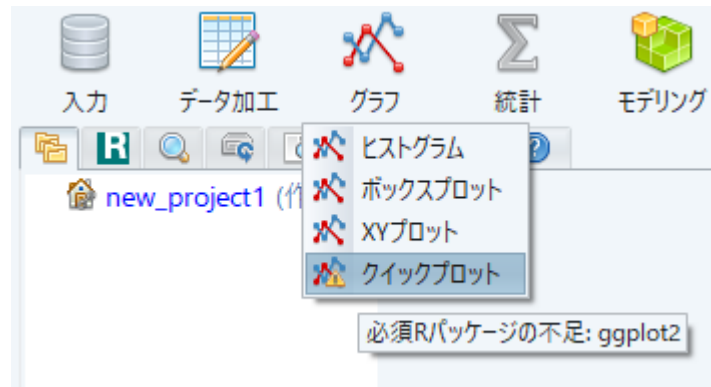 入力 データ加工 グラフ 統計 モデリング
R
ヒストグラム
new_project1 (作
ボックスプロット
XYプロット
クイックプロット
必須Rパッケージの不足: ggplot2